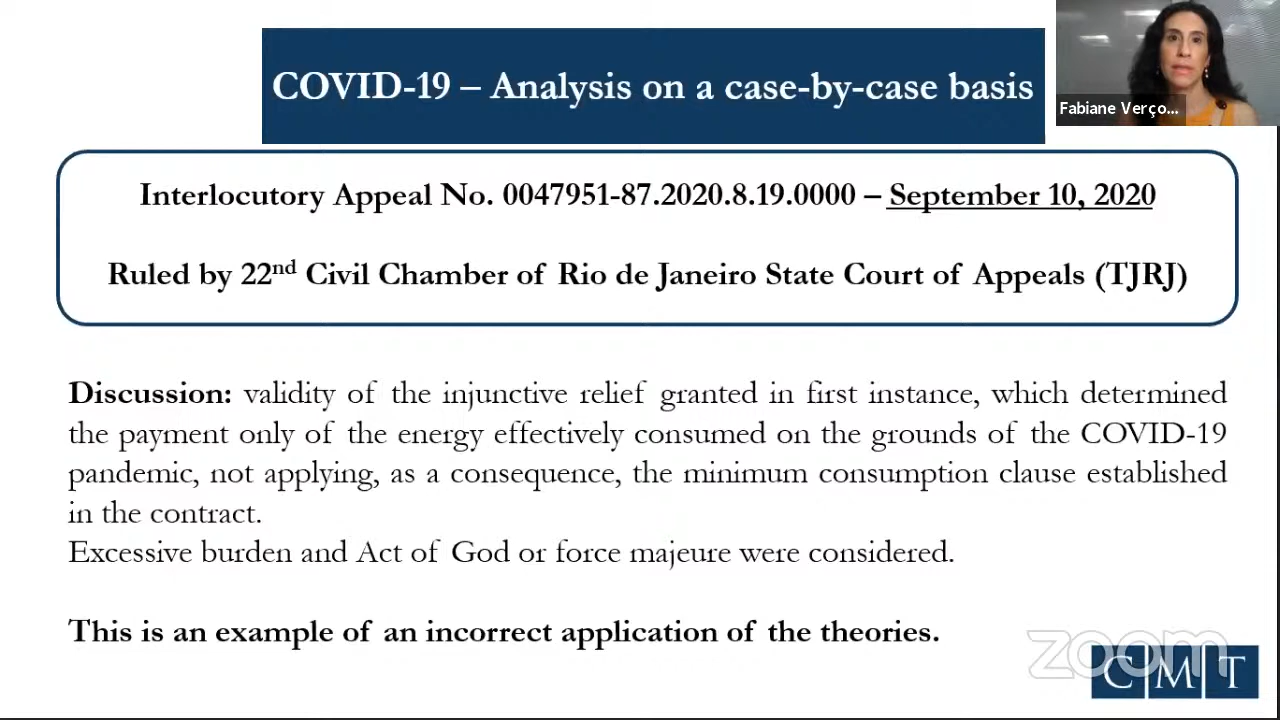 COVID-19 – Analysis on a case-by-case basis
Fabiane Verço...
Interlocutory Appeal No. 0047951-87.2020.8.19.0000 – September 10, 2020
Ruled by 22nd Civil Chamber of Rio de Janeiro State Court of Appeals (TJRJ)
Discussion: validity of the injunctive relief granted in first instance, which determined
the payment only of the energy effectively consumed on the grounds of the COVID-19
pandemic, not applying, as a consequence, the minimum consumption clause established
in the contract.
Excessive burden and Act of God or force majeure were considered.
This is an example of an incorrect application of the theories.
zoom
C M T